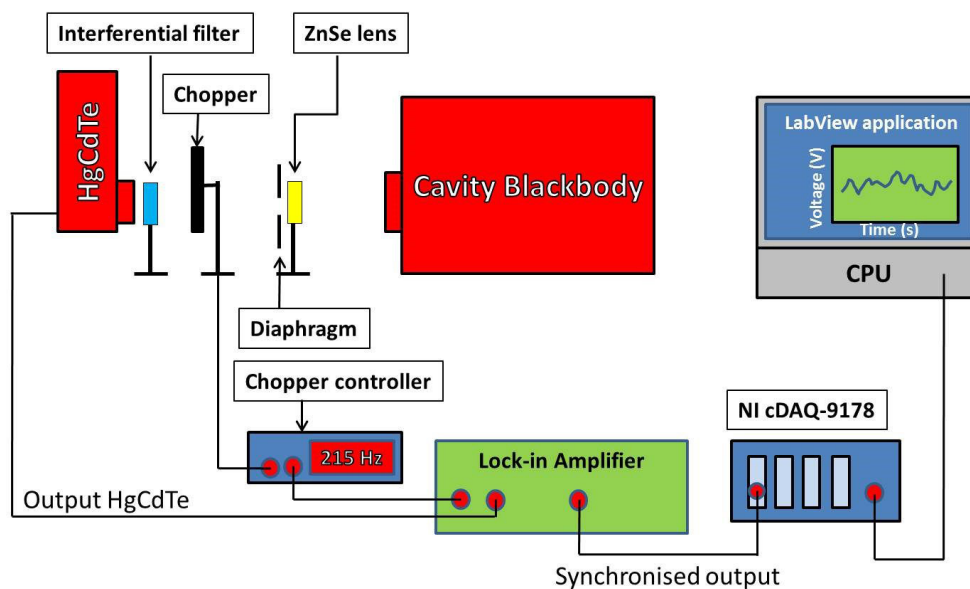 Interferential filter
ZnSe lens
Chopper
HgCdTe
Cavity Blackbody
LabView application
Voltage (V)
Time (s)
CPU
Diaphragm
Chopper controller
NI cDAQ-9178
215 Hz
Lock-in Amplifier
Output HgCdTe
Synchronised output